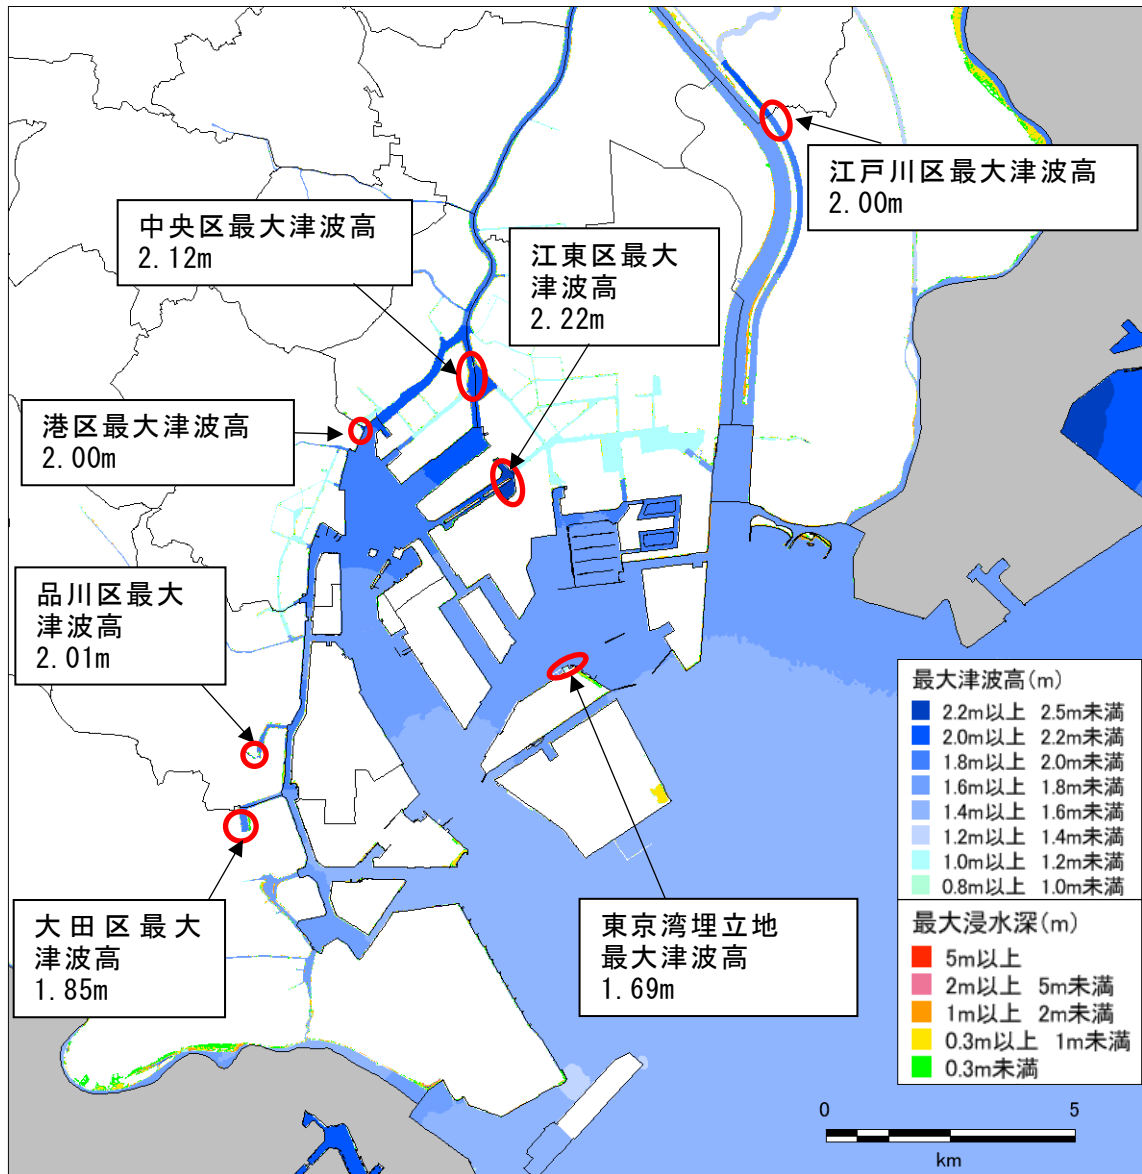 江戸川区最大津波高
2.00m
中央区最大津波高
2.12m
江東区最大
津波高
2.22m
港区最大津波高
2.00m
品川区最大
津波高
2.01m
大田区最大
津波高
1.85m
東京湾埋立地
最大津波高
1.69m
最大津波高(m)
2.2m以上 2.5m未満
2.0m以上 2.2m未満
1.8m以上 2.0m未満
1.6m以上 1.8m未満
1.4m以上 1.6m未満
1.2m以上 1.4m未満
1.0m以上 1.2m未満
0.8m以上 1.0m未満
最大浸水深(m)
5m以上
2m以上 5m未満
1m以上 2m未満
0.3m以上 1m未満
0.3m未満
0 5
km